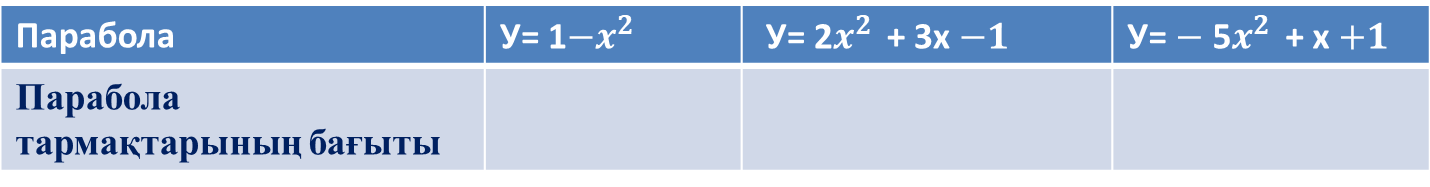 Парабола У= 1−x² У= 2x² + 3x −1 У= − 5x² + x +1
Парабола
тармақтарының бағыты